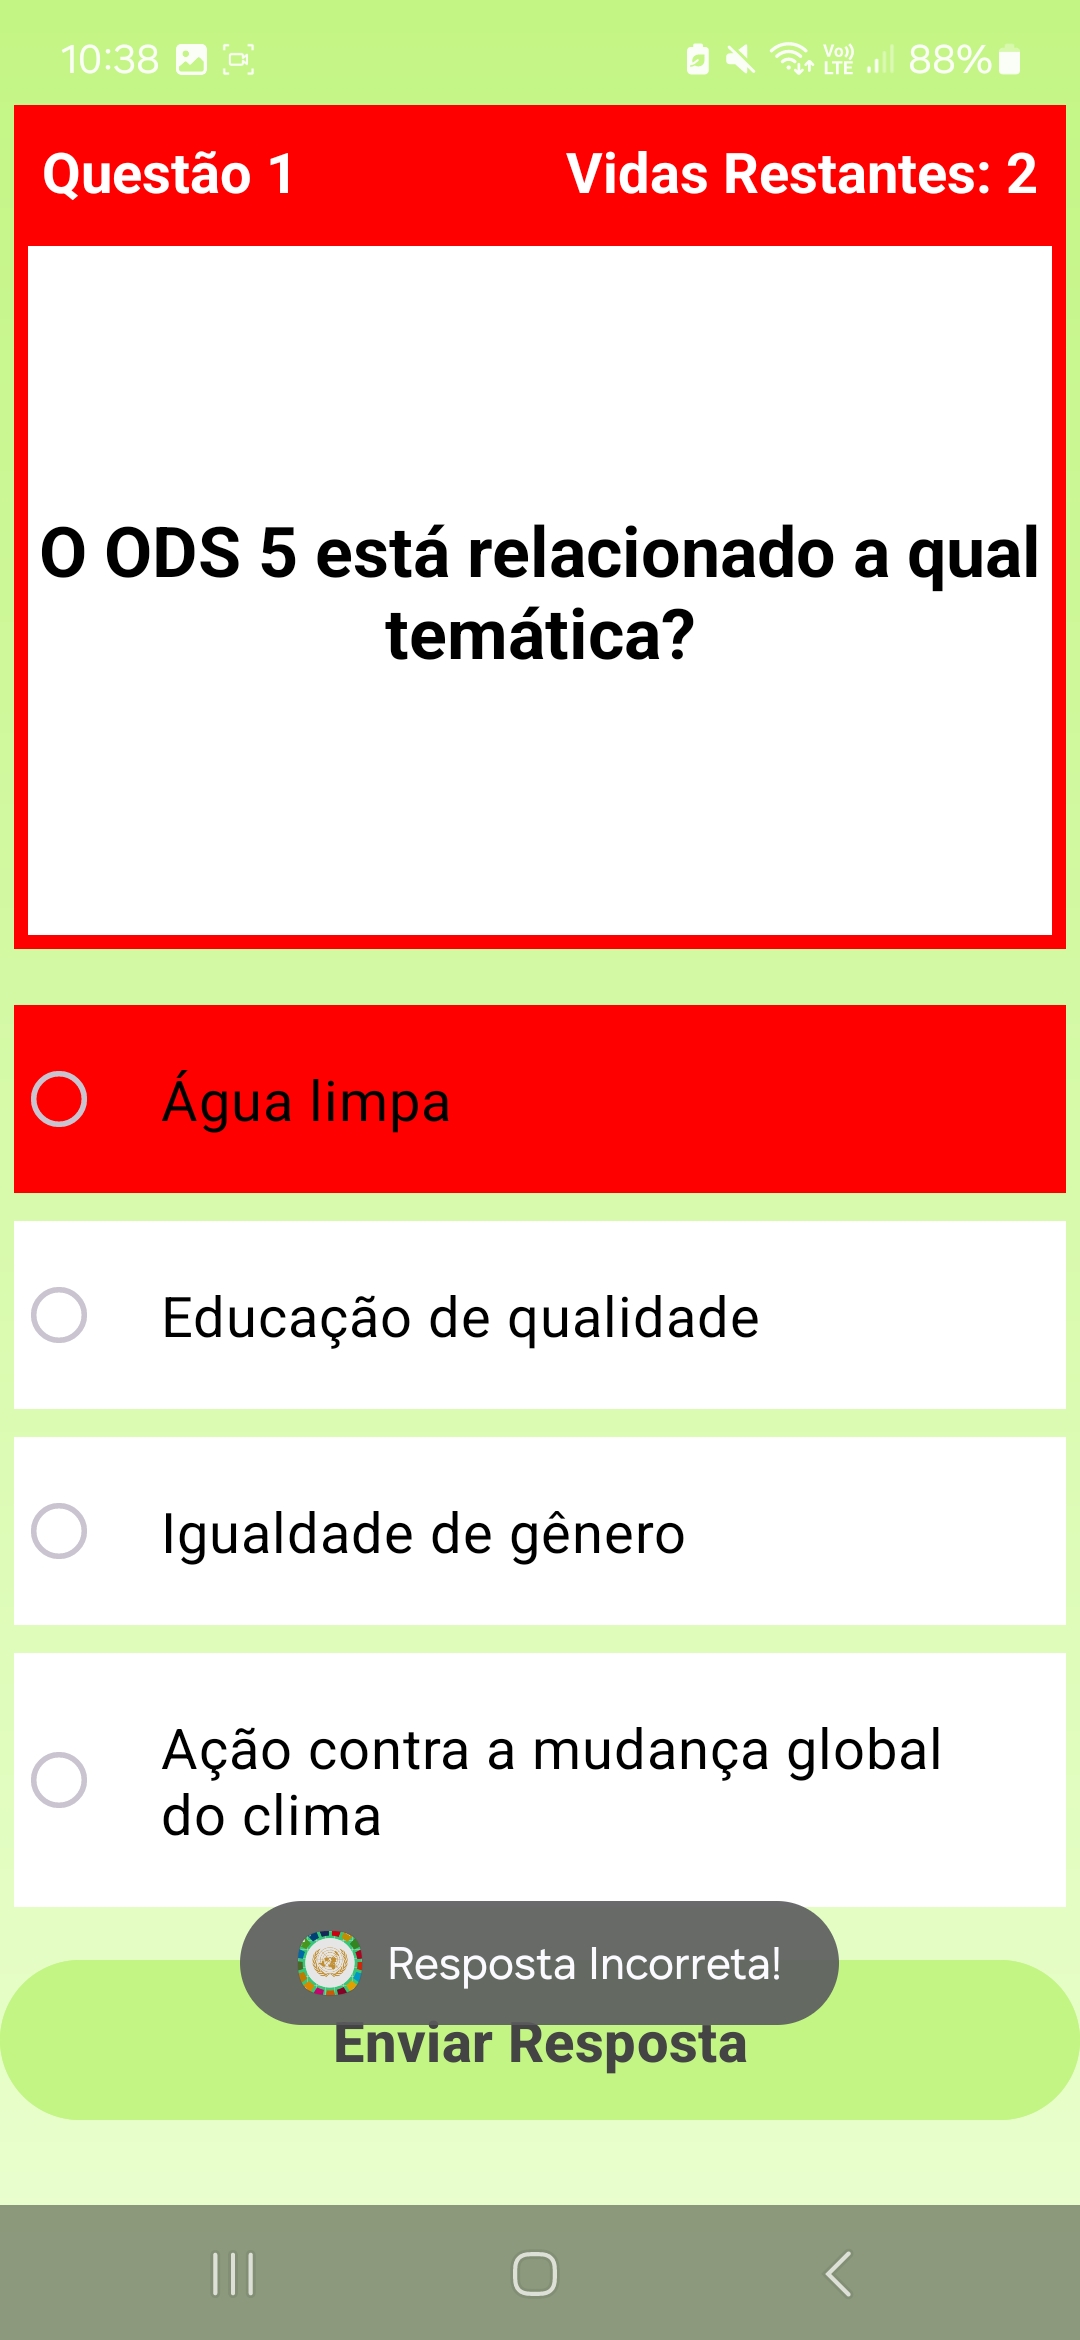 10:38
Vo)) LTE 88%
Questão 1
Vidas Restantes: 2
O ODS 5 está relacionado a qual
temática?
Água limpa
Educação de qualidade
Igualdade de gênero
Ação contra a mudança global
do clima
Resposta Incorreta!
Enviar Resposta